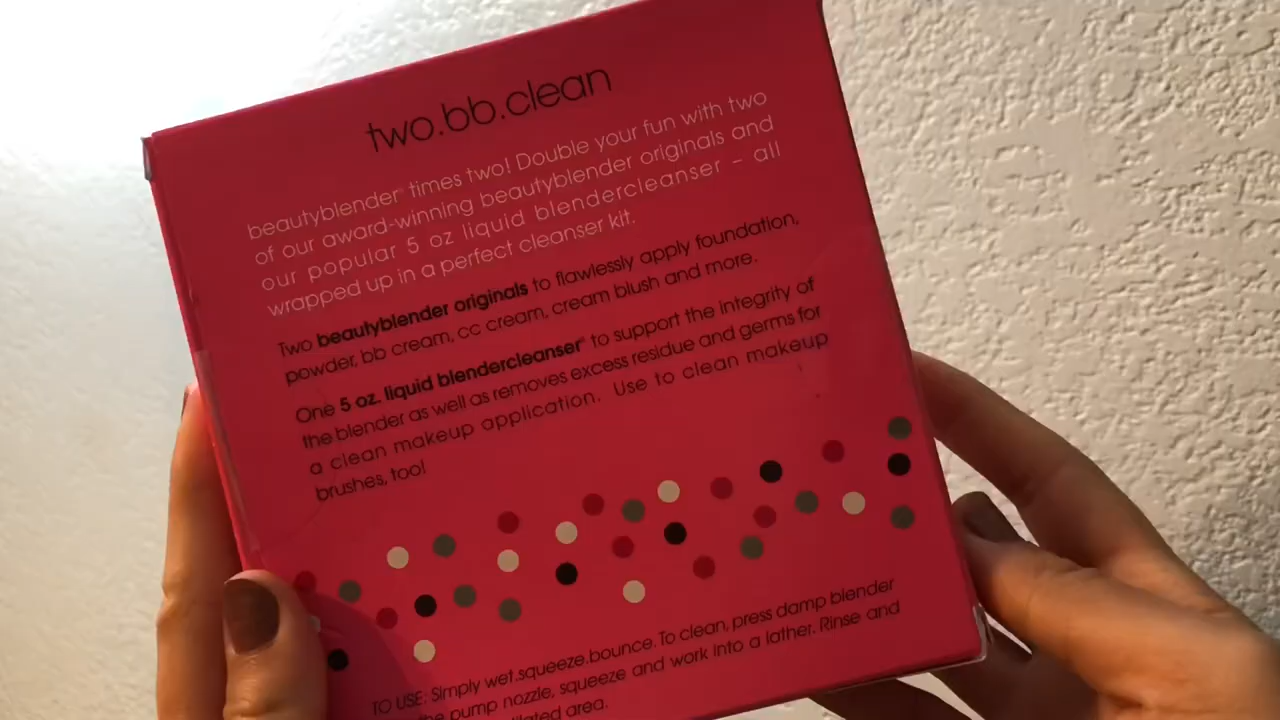 two.bb.clean
beautyblender® times two! Double your fun with two
of our award-winning beautyblender originals and
our popular 5 oz liquid blendercleanser – all
wrapped up in a perfect cleanser kit.
Two beautyblender originals to flawlessly apply foundation,
powder, bb cream, cc cream, cream blush and more.
One 5 oz. liquid blendercleanser® to support the integrity of
the blender as well as removes excess residue and germs for
a clean makeup application. Use to clean makeup
brushes, too!
TO USE: Simply wet.squeeze.bounce. To clean, press damp blender
the pump nozzle, squeeze and work into a lather. Rinse and
area.